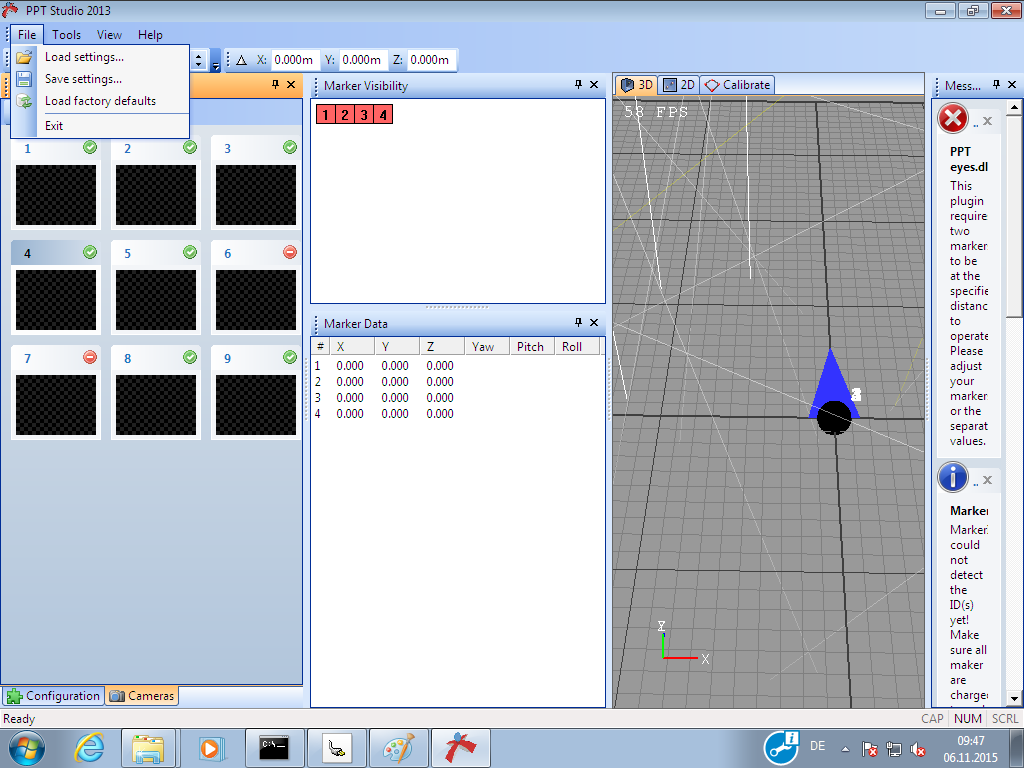 PPT Studio 2013
File Tools View Help
Load settings...
Save settings...
Load factory defaults
Exit
X: 0.000m Y: 0.000m Z: 0.000m
1 2 3
4 5 6
7 8 9
Configuration Cameras
Marker Visibility
1 2 3 4
Marker Data
# X Y Z Yaw Pitch Roll
1 0.000 0.000 0.000
2 0.000 0.000 0.000
3 0.000 0.000 0.000
4 0.000 0.000 0.000
3D 2D Calibrate
58 FPS
Z
X
Mess...
..
PPT
eyes.dl
This
plugin
require
two
marker
to be
at the
specifie
distanc
to
operate
Please
adjust
your
marker
or the
separat
values.
..
Marker
Marker
could
not
detect
the
ID(s)
yet!
Make
sure all
maker
are
charge
Ready
CAP NUM SCRL
C:\-
DE
09:47
06.11.2015